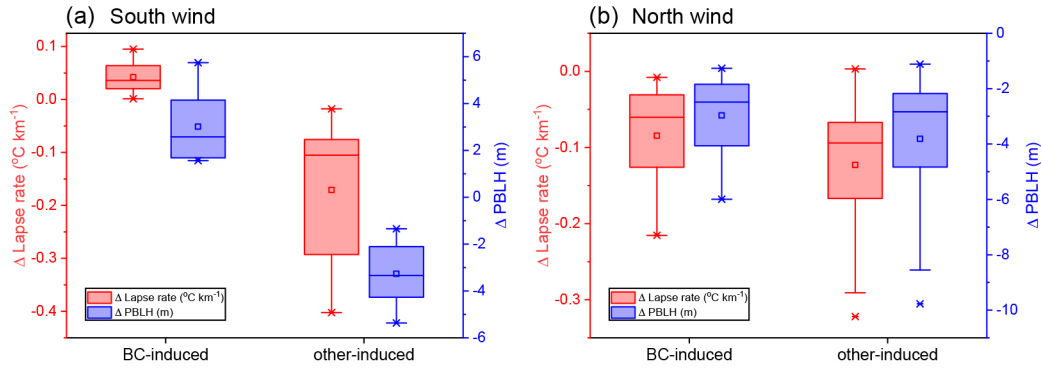 (a) South wind
0.1
0.0
-0.1
-0.2
-0.3
-0.4
Δ Lapse rate (°C km⁻¹)
6
4
2
0
-2
-4
-6
Δ PBLH (m)
Δ Lapse rate (°C km⁻¹)
Δ PBLH (m)
BC-induced other-induced
(b) North wind
0.0
-0.1
-0.2
-0.3
Δ Lapse rate (°C km⁻¹)
0
-2
-4
-6
-8
-10
Δ PBLH (m)
Δ Lapse rate (°C km⁻¹)
Δ PBLH (m)
BC-induced other-induced